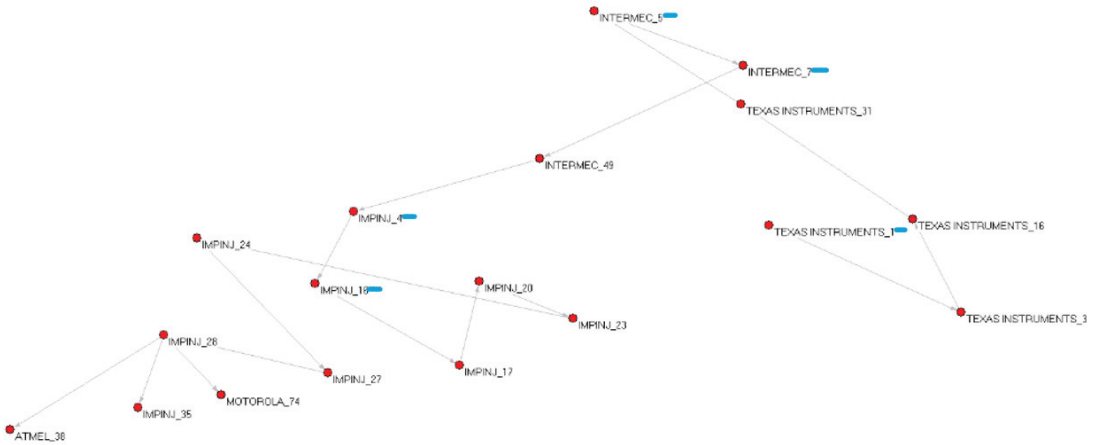 INTERMEC_5
INTERMEC_7
TEXAS INSTRUMENTS_31
INTERMEC_49
IMPINJ_4
TEXAS INSTRUMENTS_1
TEXAS INSTRUMENTS_16
IMPINJ_24
IMPINJ_18
IMPINJ_20
IMPINJ_23
TEXAS INSTRUMENTS_3
IMPINJ_28
IMPINJ_17
IMPINJ_27
MOTOROLA_74
IMPINJ_35
ATMEL_38